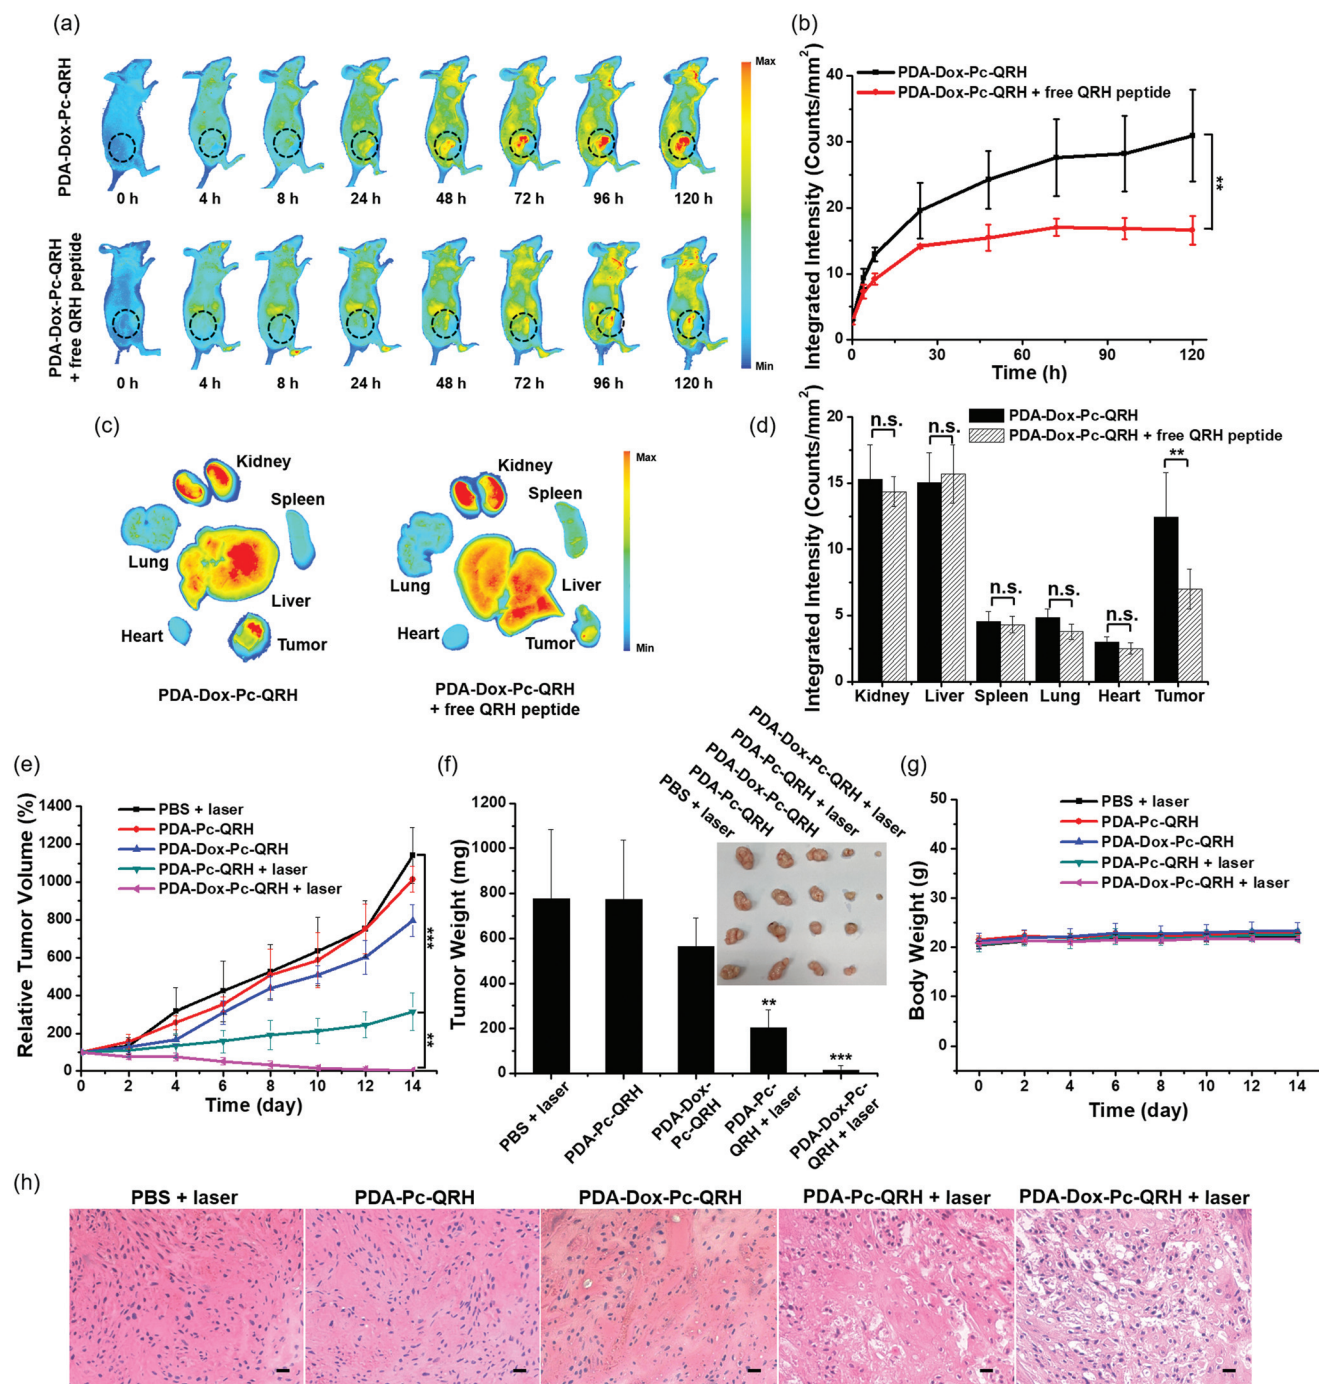 (a)
PDA-Dox-Pc-QRH
0 h 4 h 8 h 24 h 48 h 72 h 96 h 120 h
PDA-Dox-Pc-QRH
+ free QRH peptide
0 h 4 h 8 h 24 h 48 h 72 h 96 h 120 h
Max
Min
(b)
Integrated Intensity (Counts/mm²)
40
30
20
10
0
PDA-Dox-Pc-QRH
PDA-Dox-Pc-QRH + free QRH peptide
**
0 30 60 90 120
Time (h)
(c)
Kidney
Spleen
Lung
Liver
Heart
Tumor
PDA-Dox-Pc-QRH
Kidney
Spleen
Lung
Liver
Heart
Tumor
PDA-Dox-Pc-QRH
+ free QRH peptide
Max
Min
(d)
Integrated Intensity (Counts/mm²)
20
15
10
5
0
PDA-Dox-Pc-QRH
PDA-Dox-Pc-QRH + free QRH peptide
n.s. n.s. n.s. n.s. n.s. **
Kidney Liver Spleen Lung Heart Tumor
(e)
Relative Tumor Volume (%)
1400
1200
1000
800
600
400
200
0
PBS + laser
PDA-Pc-QRH
PDA-Dox-Pc-QRH
PDA-Pc-QRH + laser
PDA-Dox-Pc-QRH + laser
***
**
0 2 4 6 8 10 12 14
Time (day)
(f)
Tumor Weight (mg)
1200
1000
800
600
400
200
0
PBS + laser
PDA-Pc-QRH
PDA-Dox-Pc-QRH
PDA-Pc-QRH + laser
PDA-Dox-Pc-QRH + laser
**
***
PBS + laser
PDA-Pc-QRH
PDA-Dox-
Pc-QRH
PDA-Pc-
QRH + laser
PDA-Dox-Pc-
QRH + laser
(g)
Body Weight (g)
50
40
30
20
10
0
PBS + laser
PDA-Pc-QRH
PDA-Dox-Pc-QRH
PDA-Pc-QRH + laser
PDA-Dox-Pc-QRH + laser
0 2 4 6 8 10 12 14
Time (day)
(h)
PBS + laser
PDA-Pc-QRH
PDA-Dox-Pc-QRH
PDA-Pc-QRH + laser
PDA-Dox-Pc-QRH + laser